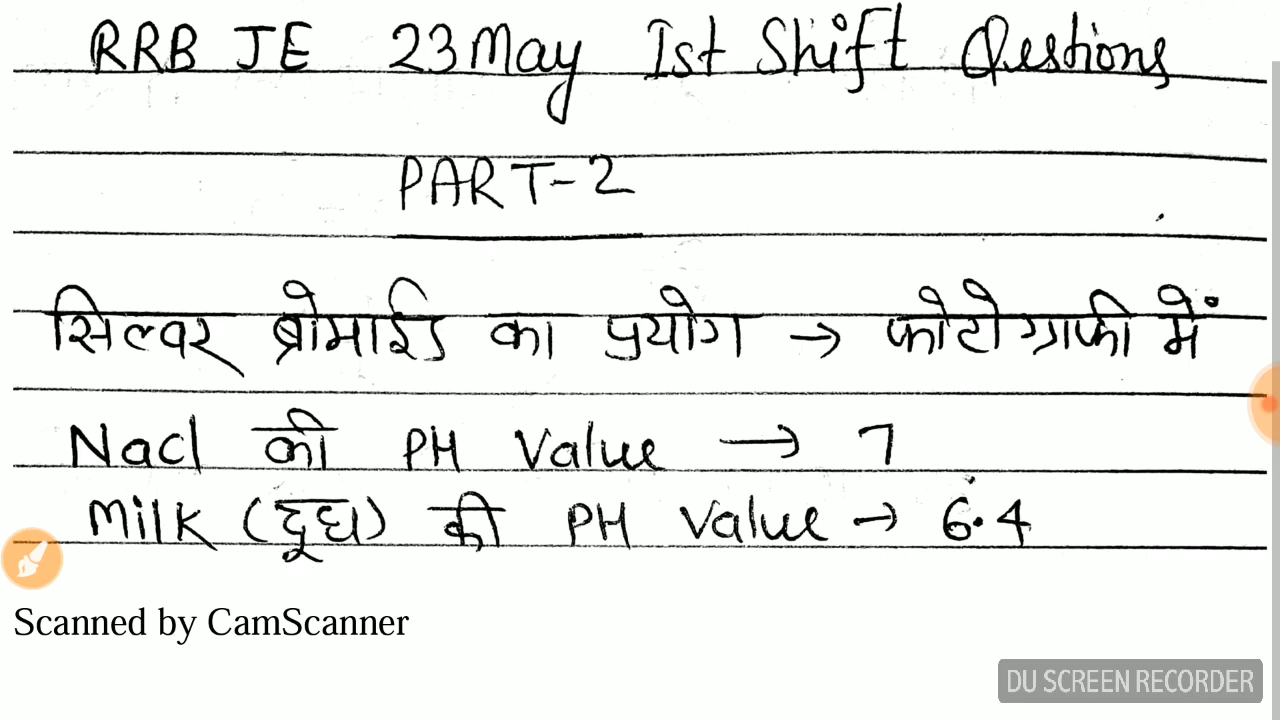 RRB JE 23 May Ist Shift Questions
PART-2
सिल्वर ब्रोमाईड का प्रयोग → फोटोग्राफी में
Nacl की PH Value → 7
Milk (दूध) की PH Value → 6.4
Scanned by CamScanner
DU SCREEN RECORDER